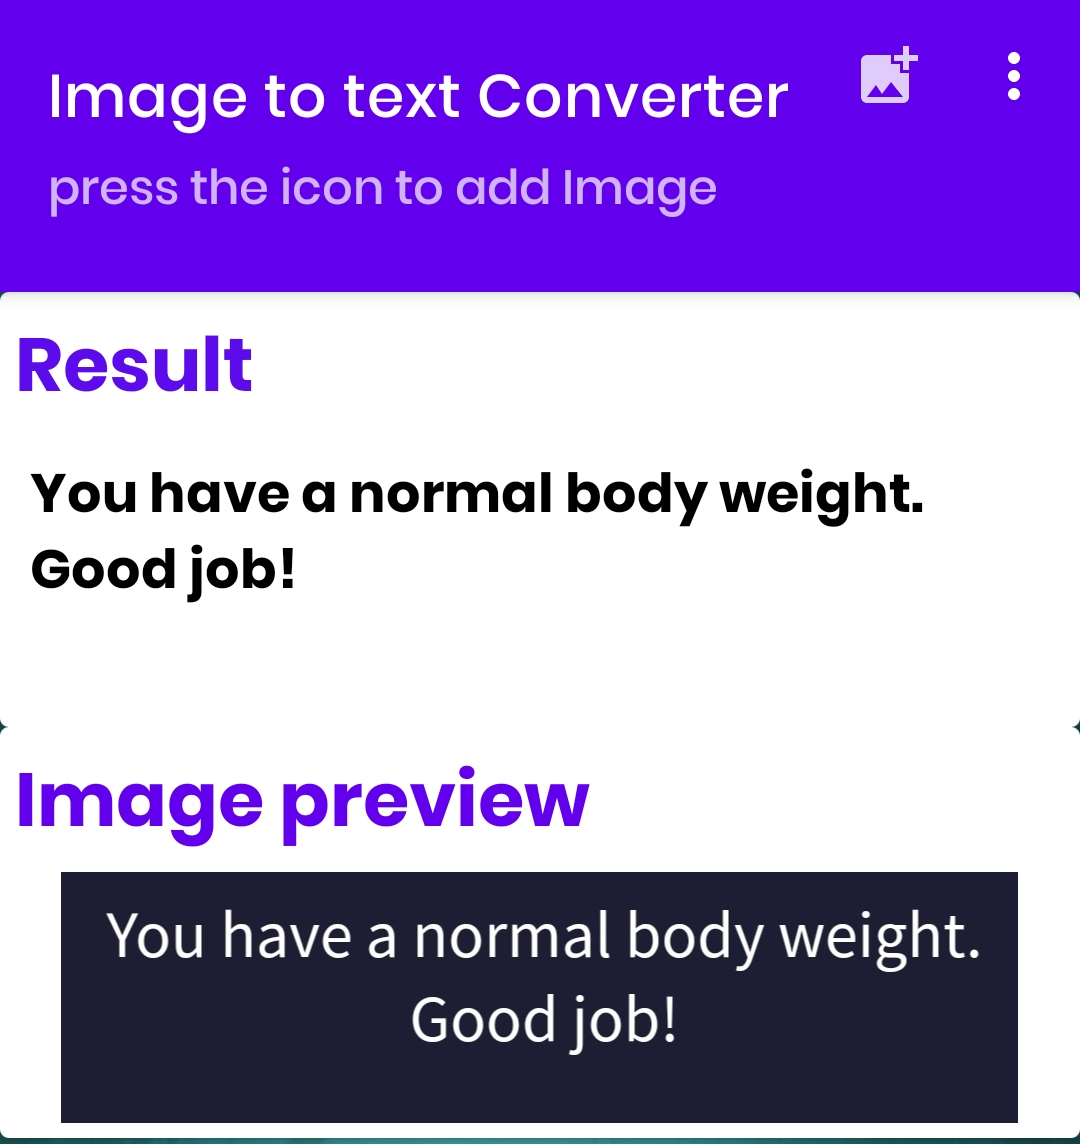 Image to text Converter
press the icon to add Image
Result
You have a normal body weight.
Good job!
Image preview
You have a normal body weight.
Good job!